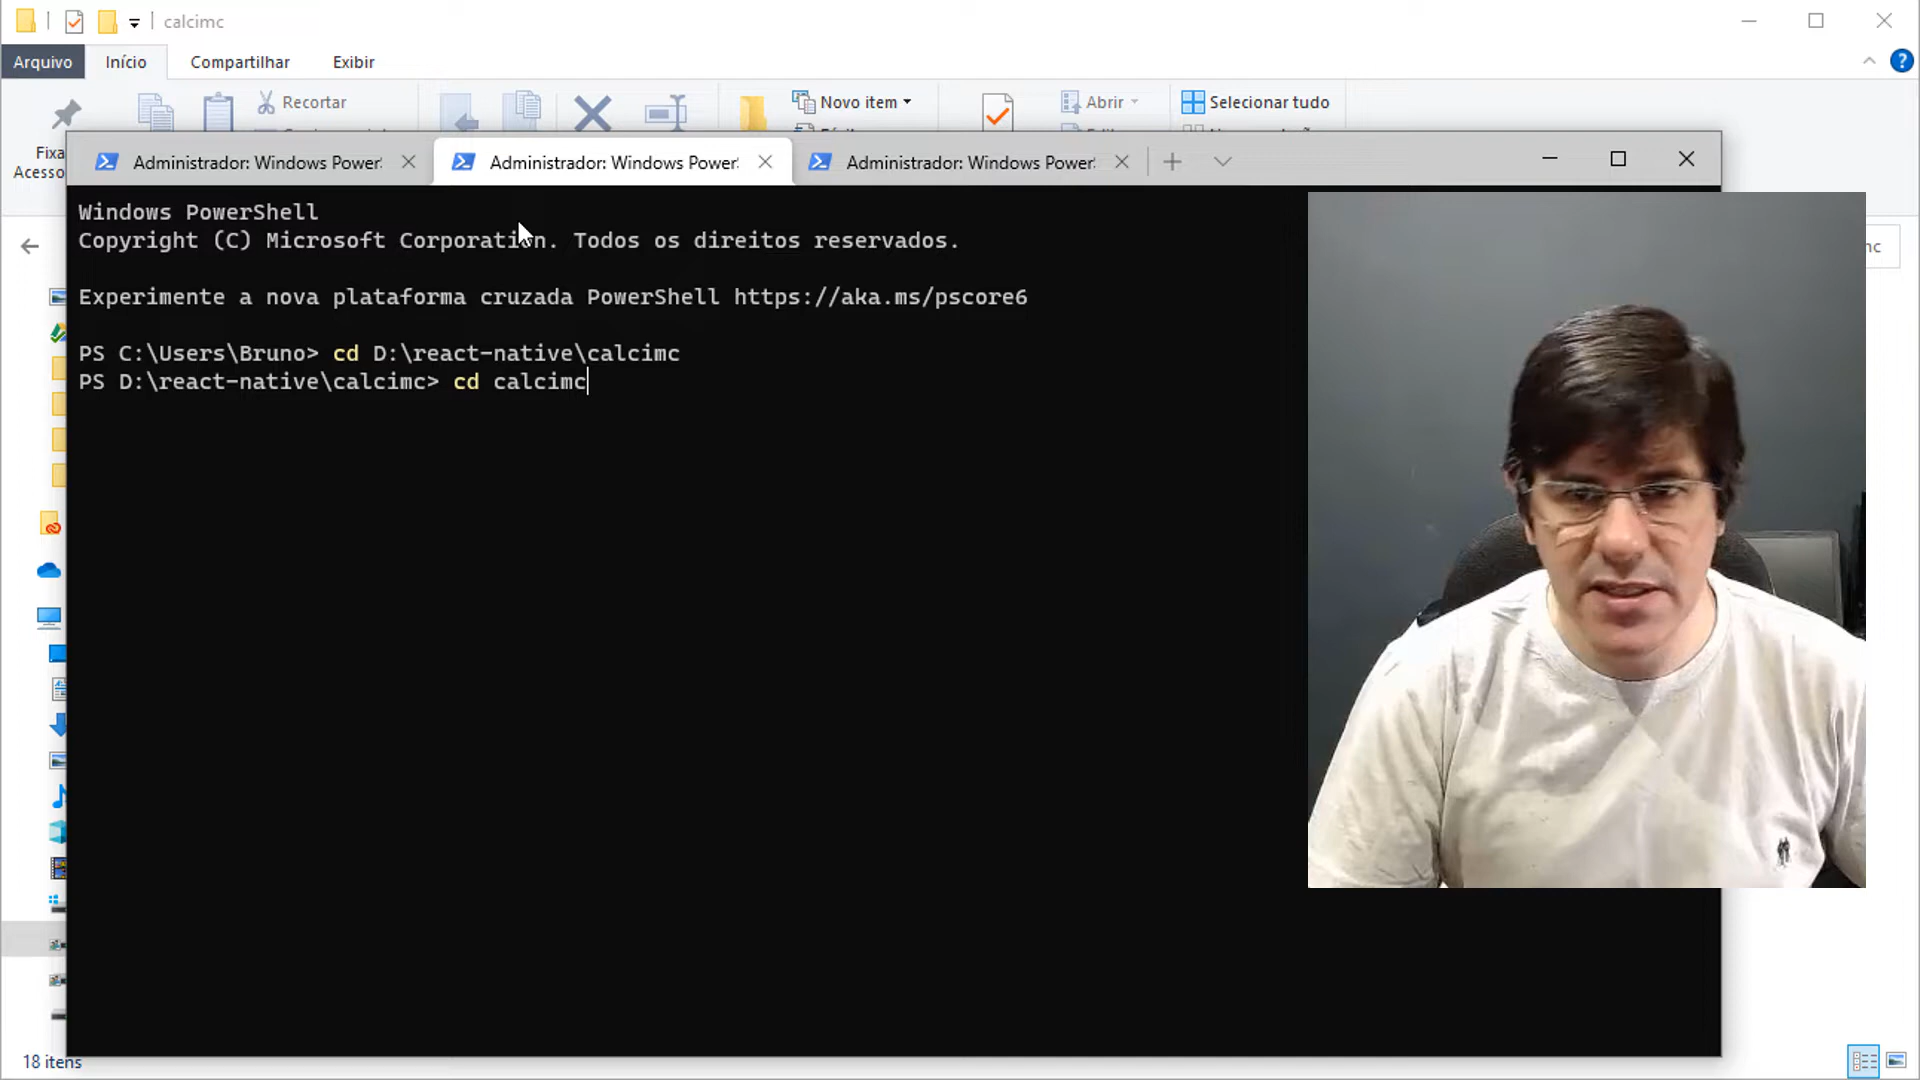 calcimc
Arquivo
Início
Compartilhar
Exibir
Recortar
Novo item
Abrir
Selecionar tudo
Fixa
Acesso
Administrador: Windows Power
Administrador: Windows Power
Administrador: Windows Power
Windows PowerShell
Copyright (C) Microsoft Corporation. Todos os direitos reservados.
Experimente a nova plataforma cruzada PowerShell https://aka.ms/pscore6
PS C:\Users\Bruno> cd D:\react-native\calcimc
PS D:\react-native\calcimc> cd calcimc
nc
18 itens